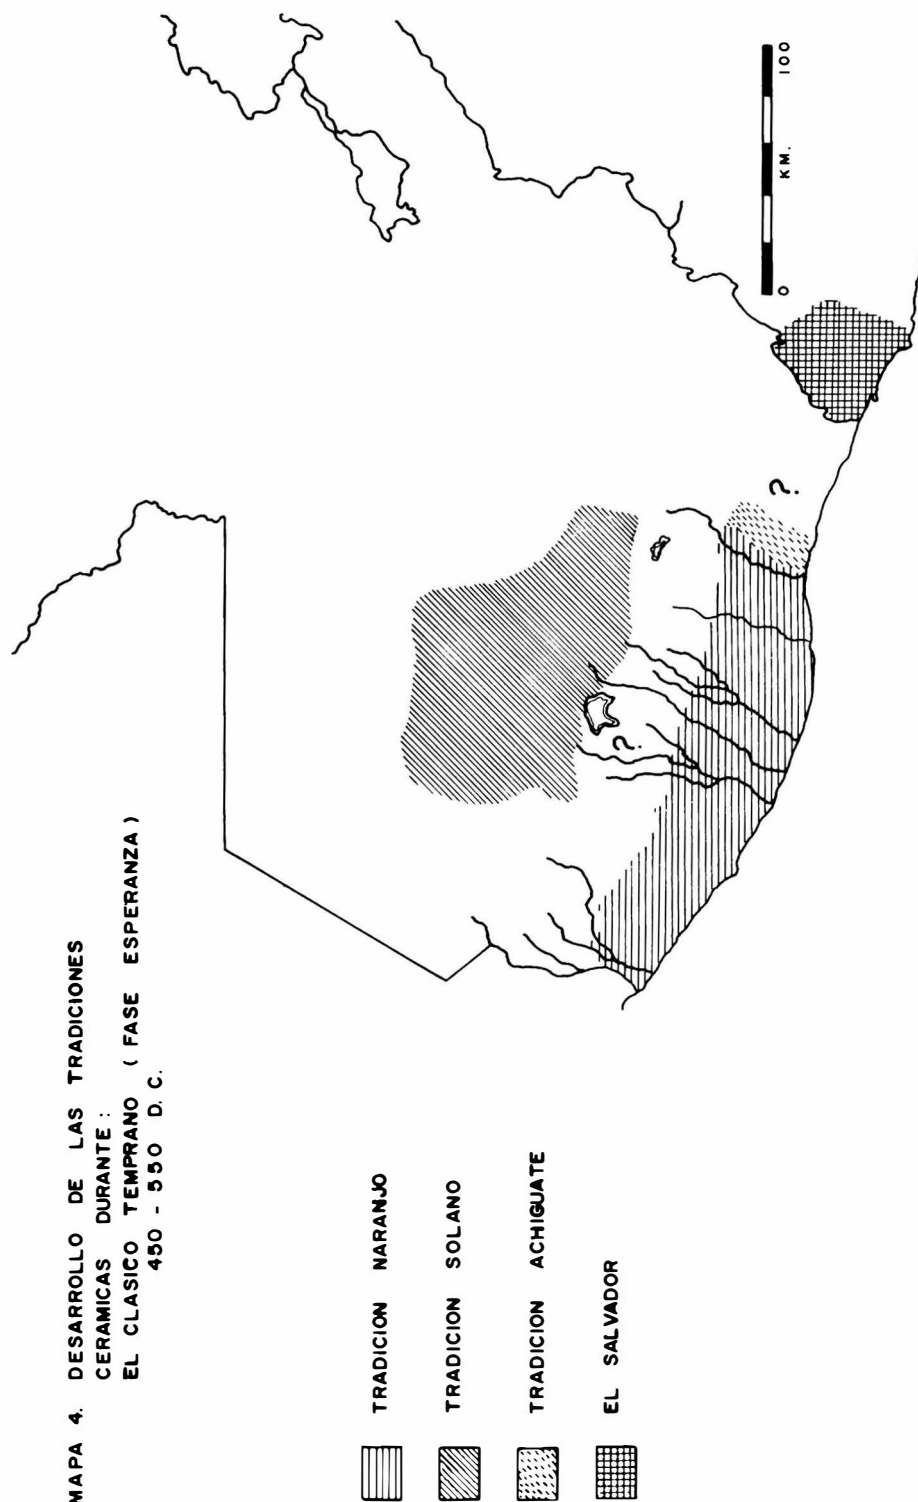 MAPA 4. DESARROLLO DE LAS TRADICIONES
CERAMICAS DURANTE :
EL CLASICO TEMPRANO ( FASE ESPERANZA )
450 - 550 D. C.
TRADICION NARANJO
TRADICION SOLANO
TRADICION ACHIGUATE
EL SALVADOR
?
?
0 KM. 100